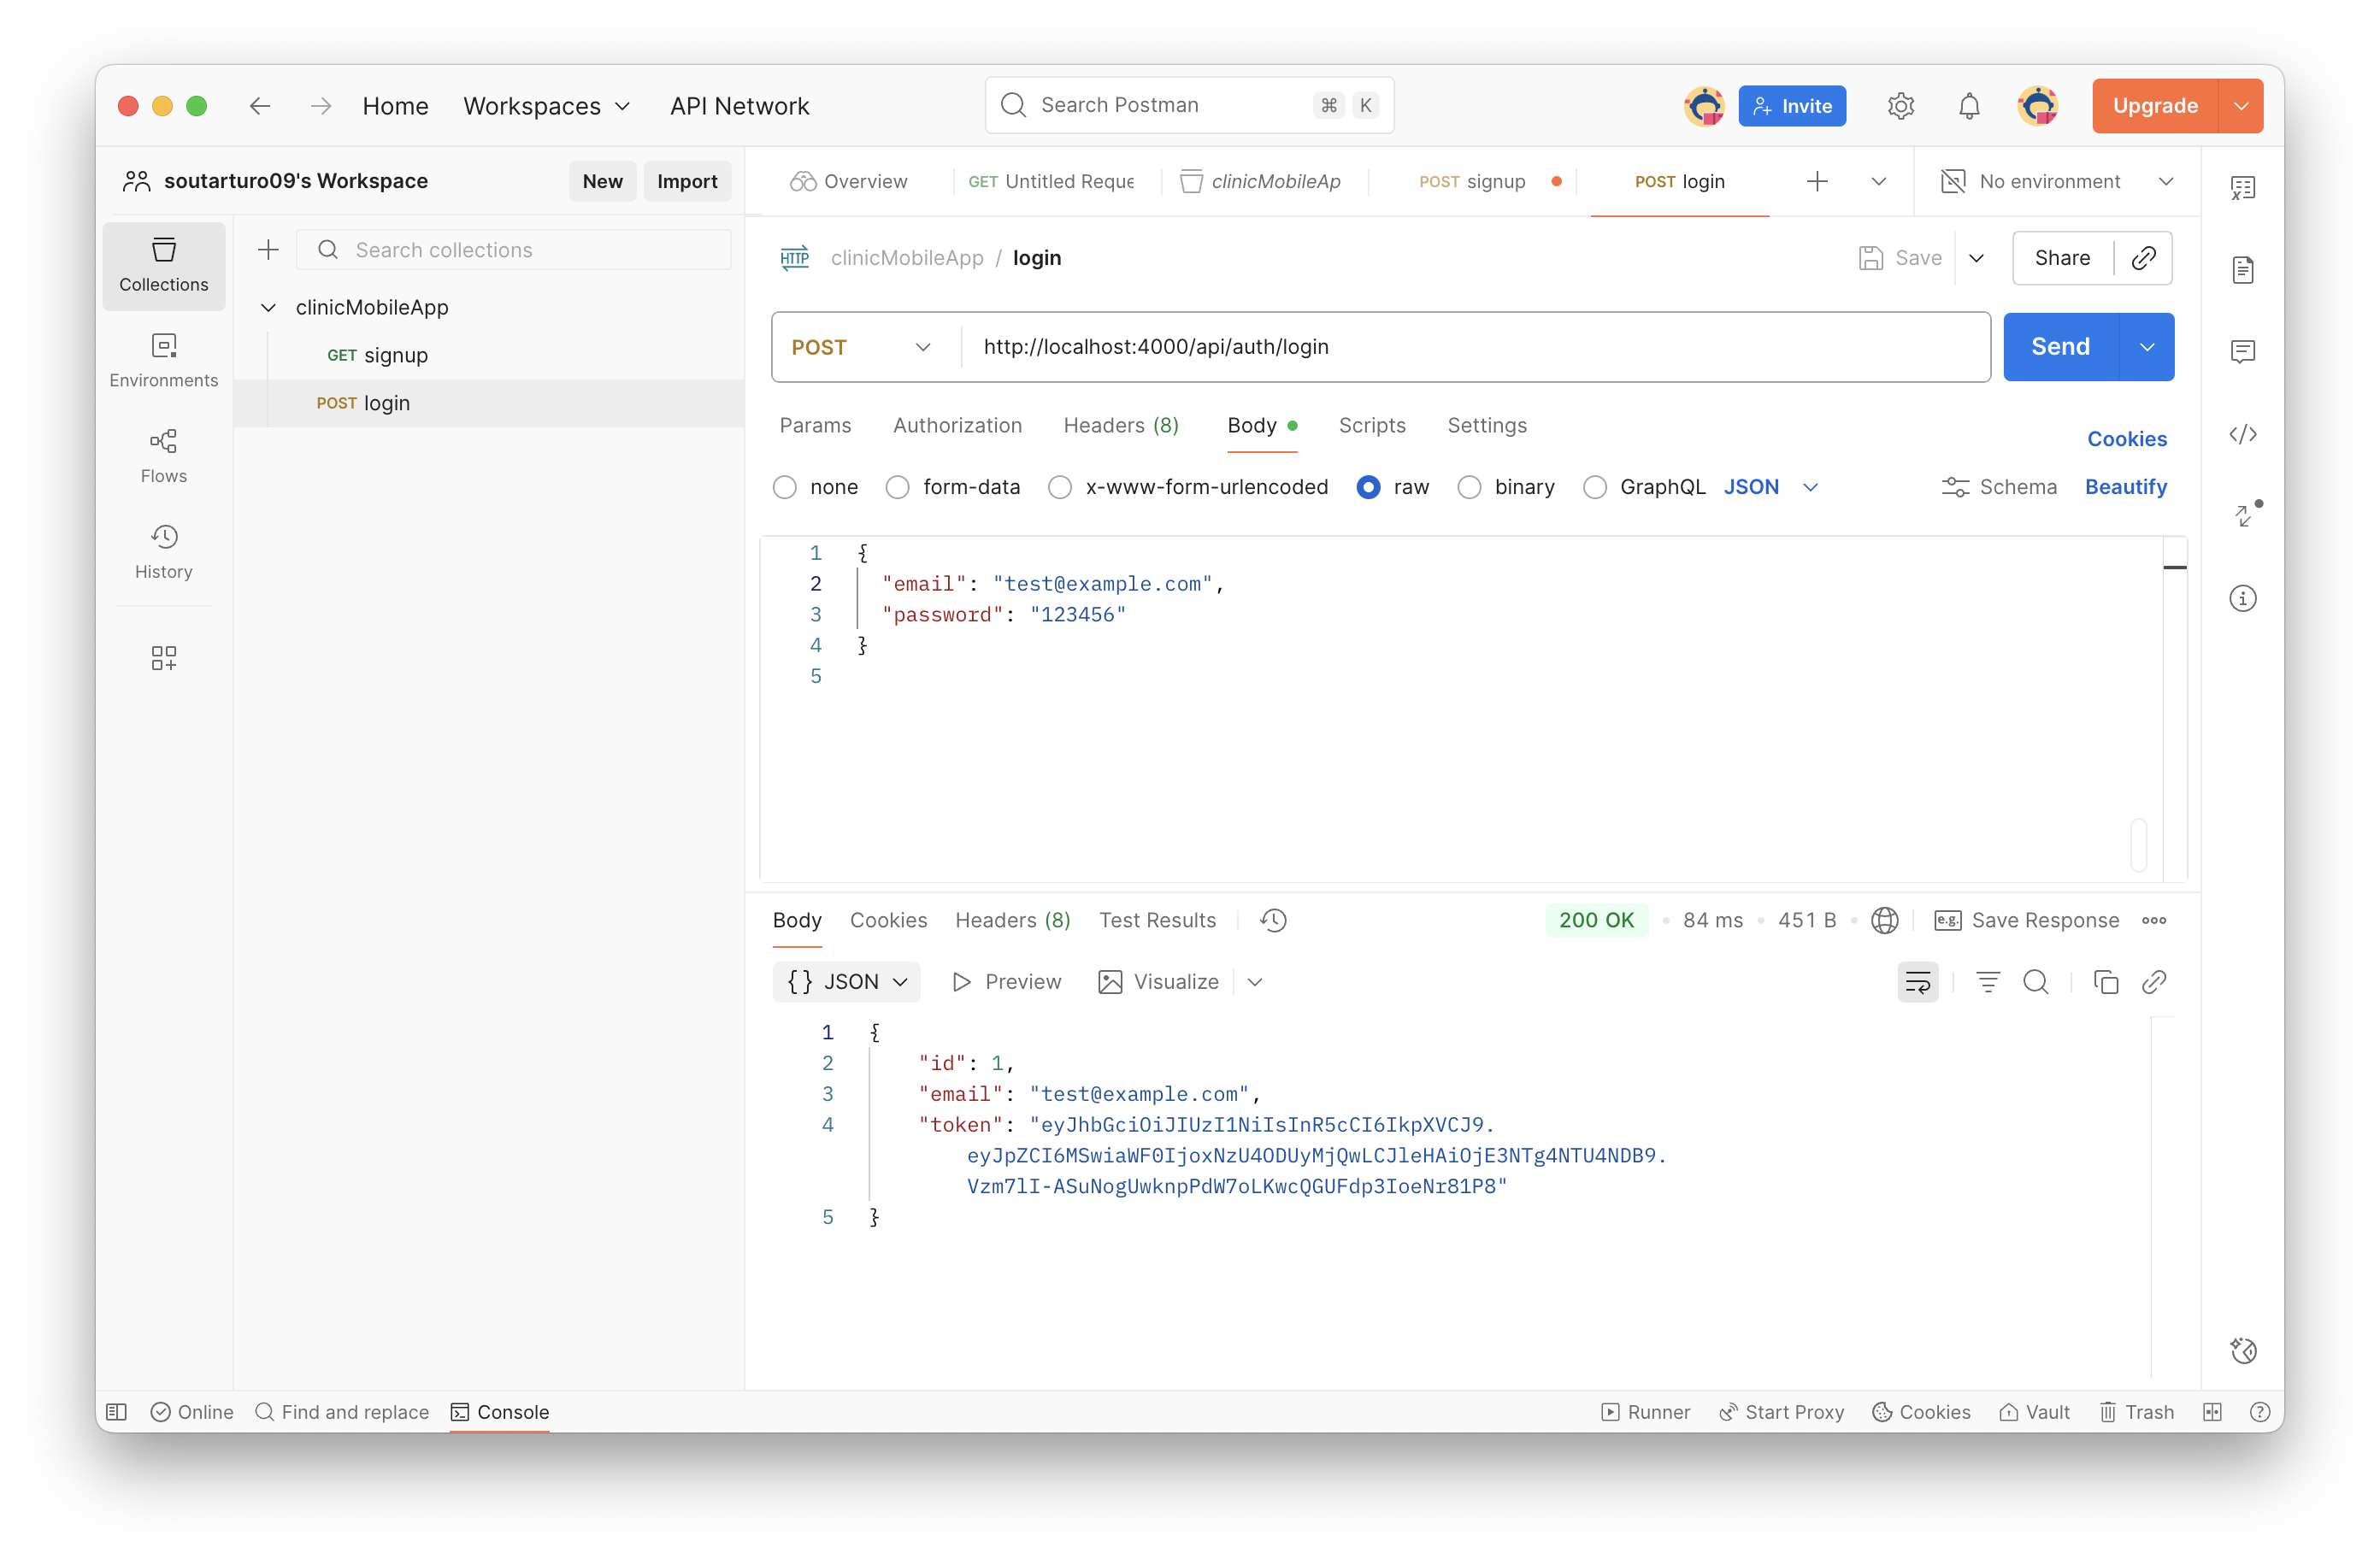 Home
Workspaces
API Network
Search Postman
⌘ K
Invite
Upgrade
soutarturo09's Workspace
New
Import
Overview
GET Untitled Reque
clinicMobileAp
POST signup
POST login
No environment
Collections
Environments
Flows
History
Search collections
clinicMobileApp
GET signup
POST login
HTTP clinicMobileApp / login
Save
Share
POST
http://localhost:4000/api/auth/login
Send
Params
Authorization
Headers (8)
Body
Scripts
Settings
Cookies
none
form-data
x-www-form-urlencoded
raw
binary
GraphQL
JSON
Schema
Beautify
1 {
2 "email": "test@example.com",
3 "password": "123456"
4 }
5
Body
Cookies
Headers (8)
Test Results
200 OK
84 ms
451 B
e.g. Save Response
{} JSON
Preview
Visualize
1 {
2 "id": 1,
3 "email": "test@example.com",
4 "token": "eyJhbGciOiJIUzI1NiIsInR5cCI6IkpXVCJ9.
eyJpZCI6MSwiaWF0IjoxNzU4ODUyMjQwLCJleHAiOjE3NTg4NTU4NDB9.
Vzm7lI-ASuNogUwknpPdW7oLKwcQGUFdp3IoeNr81P8"
5 }
Online
Find and replace
Console
Runner
Start Proxy
Cookies
Vault
Trash